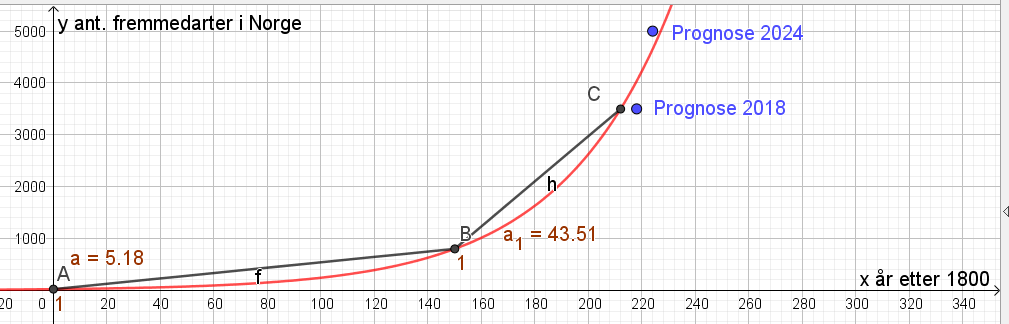 y ant. fremmedarter i Norge
5000
Prognose 2024
4000
C
Prognose 2018
3000
2000
h
1000
B
a1 = 43.51
a = 5.18
1
A
f
x år etter 1800
1
20 0 20 40 60 80 100 120 140 160 180 200 220 240 260 280 300 320 340